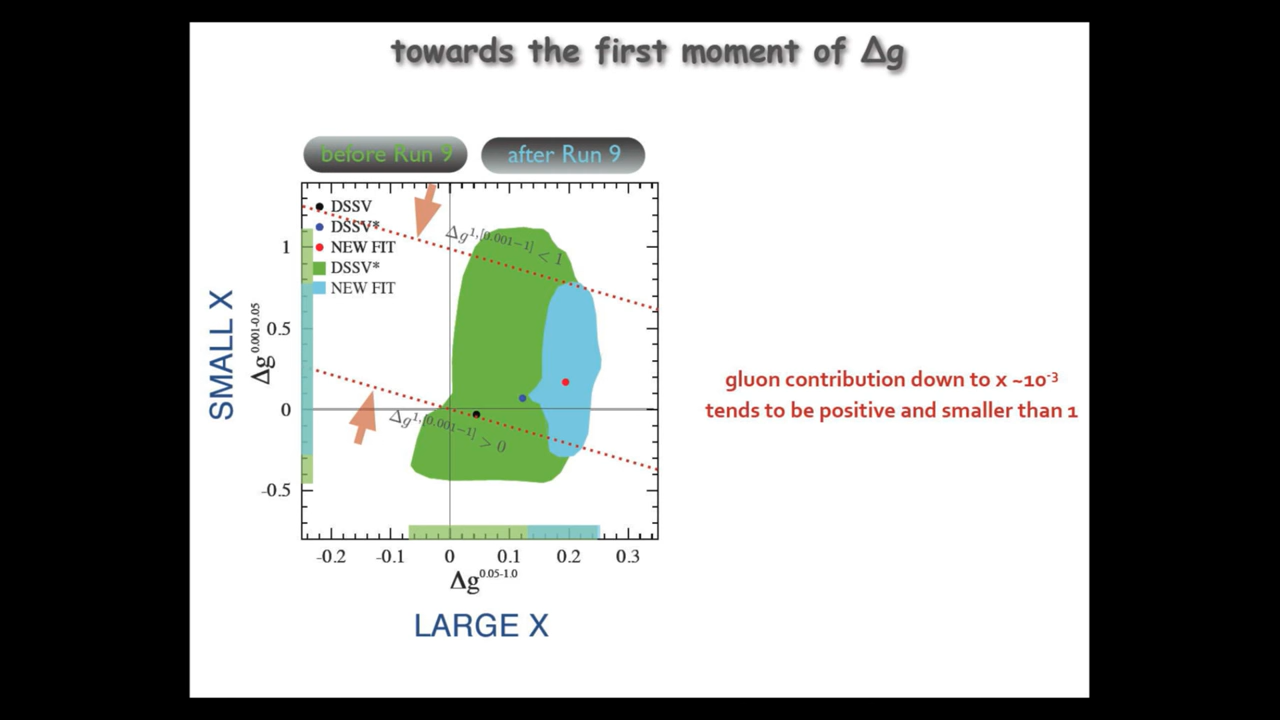 towards the first moment of Δg
before Run 9
after Run 9
DSSV
DSSV*
NEW FIT
DSSV*
NEW FIT
Δg^1,[0.001−1] < 1
Δg^1,[0.001−1] > 0
1
0.5
0
-0.5
SMALL X
Δg^0.001-0.05
-0.2 -0.1 0 0.1 0.2 0.3
Δg^0.05-1.0
LARGE X
gluon contribution down to x ~10^-3
tends to be positive and smaller than 1